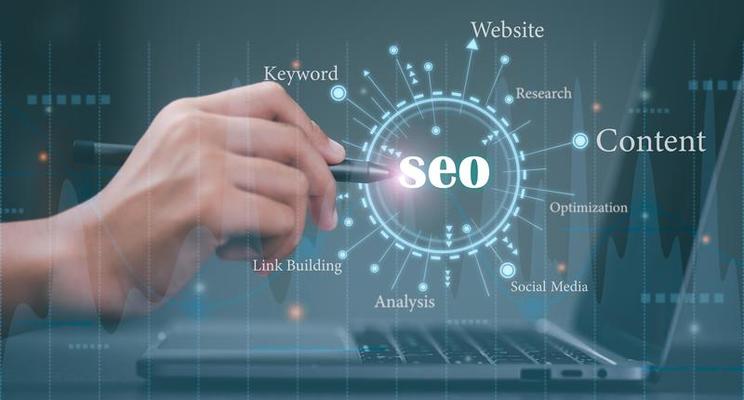 Website
Keyword
Research
Content
seo
Optimization
Link Building
Social Media
Analysis